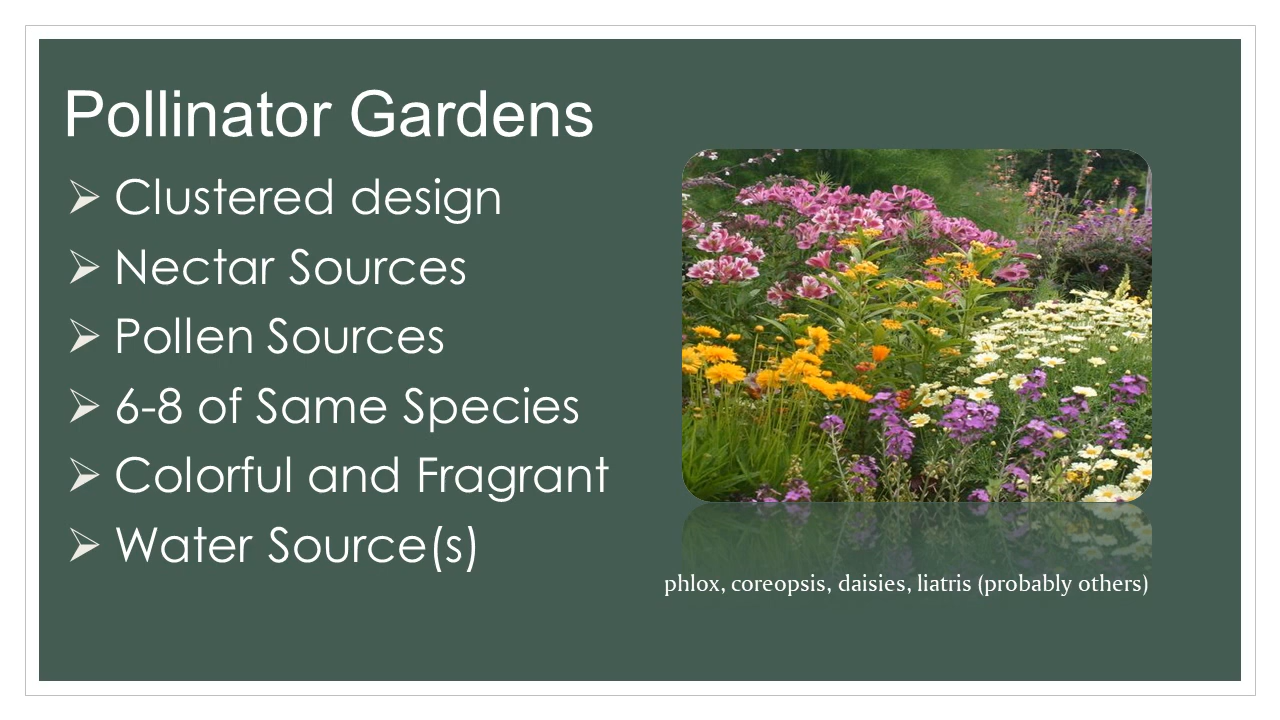 Pollinator Gardens
➢ Clustered design
➢ Nectar Sources
➢ Pollen Sources
➢ 6-8 of Same Species
➢ Colorful and Fragrant
➢ Water Source(s)
phlox, coreopsis, daisies, liatris (probably others)